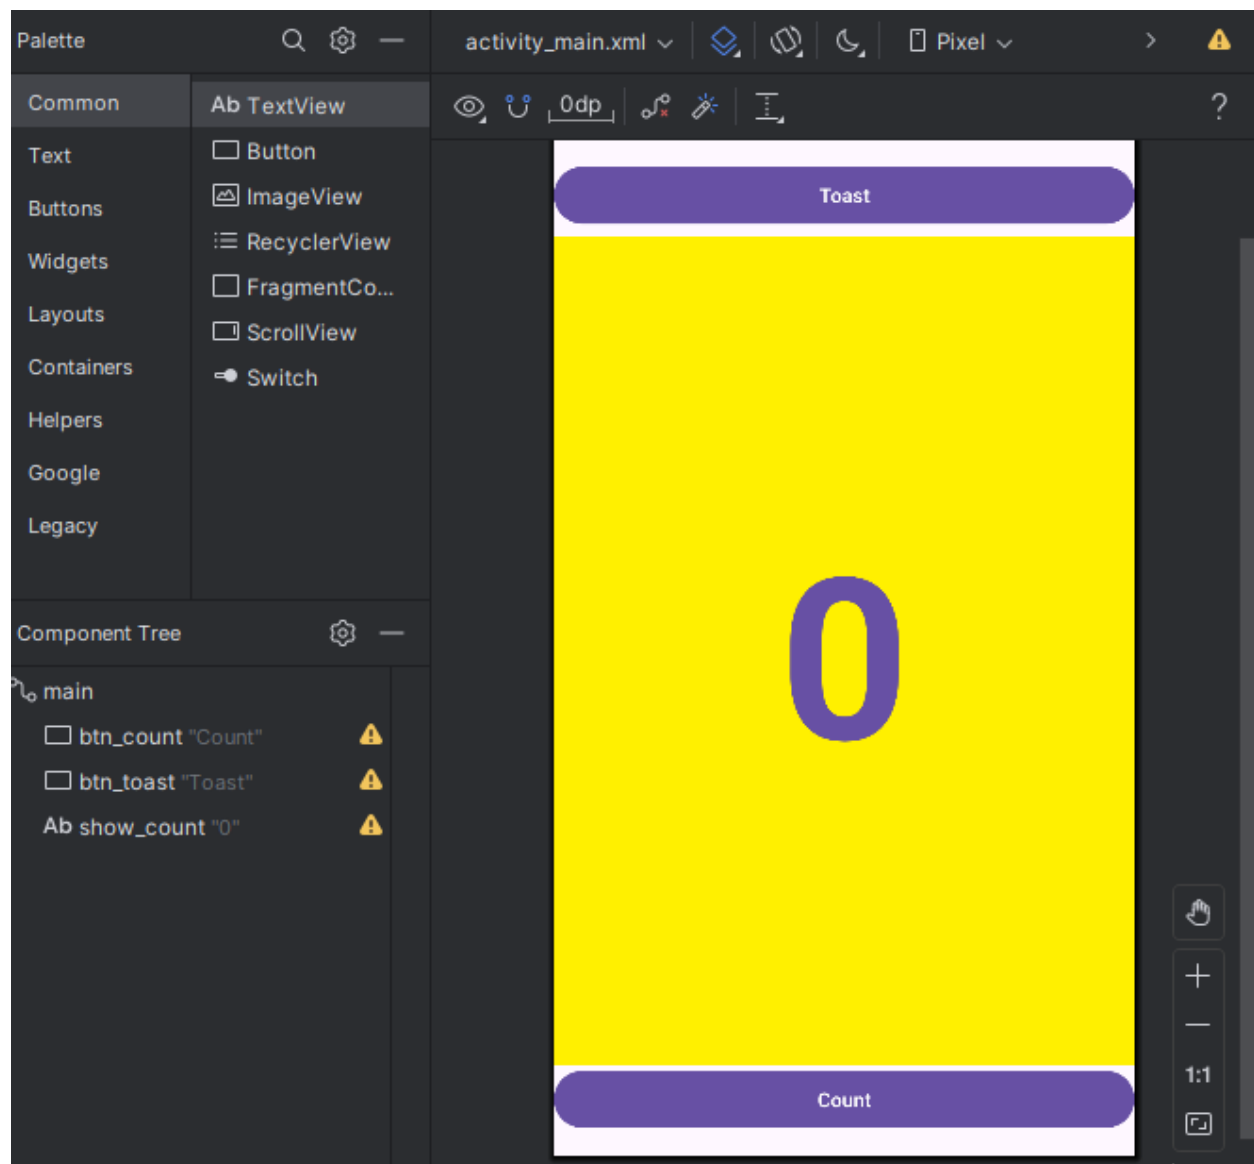 Palette
activity_main.xml
Pixel
Common
Text
Buttons
Widgets
Layouts
Containers
Helpers
Google
Legacy
Ab TextView
Button
ImageView
RecyclerView
FragmentCo...
ScrollView
Switch
0dp
?
Component Tree
main
btn_count "Count"
btn_toast "Toast"
Ab show_count "0"
Toast
0
Count
1:1